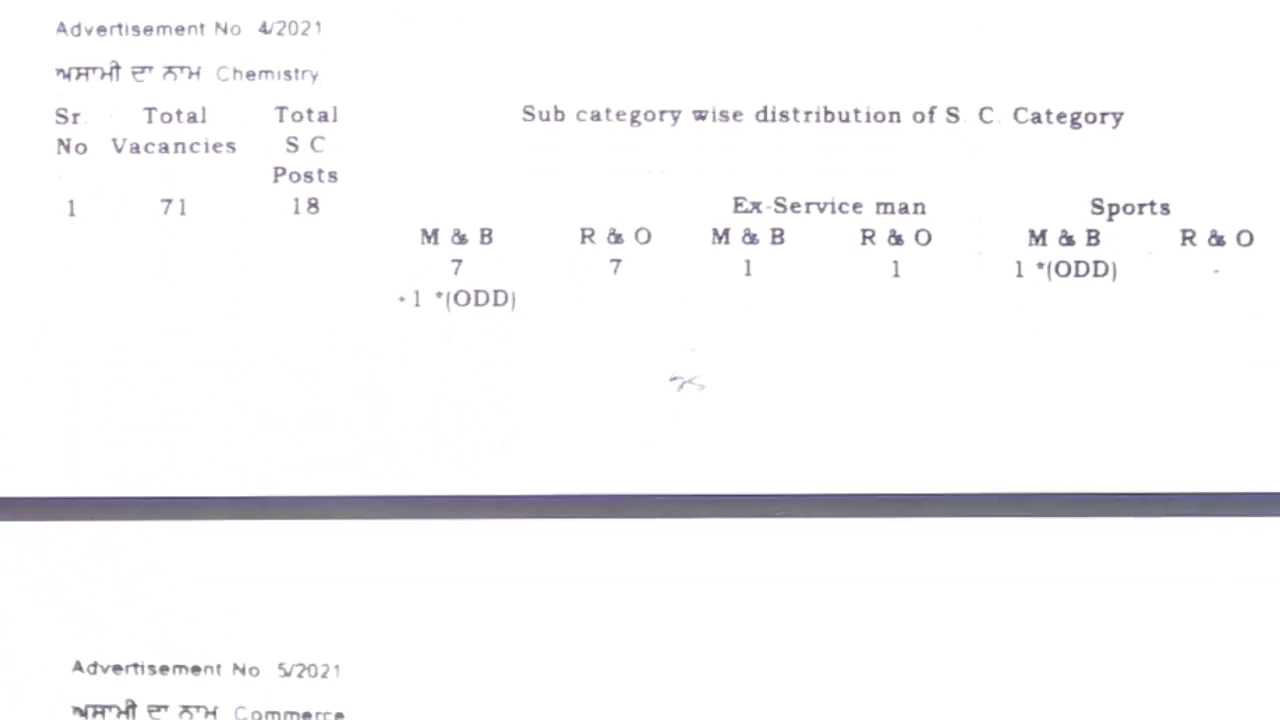 Advertisement No 4/2021
ਅਸਾਮੀ ਦਾ ਨਾਮ Chemistry
Sr. Total Total Sub category wise distribution of S. C. Category
No Vacancies S.C
Posts
1 71 18 Ex-Service man Sports
M & B R & O M & B R & O M & B R & O
7 7 1 1 1 *(ODD) -
+1 *(ODD)
Advertisement No 5/2021
ਅਸਾਮੀ ਦਾ ਨਾਮ Commerce